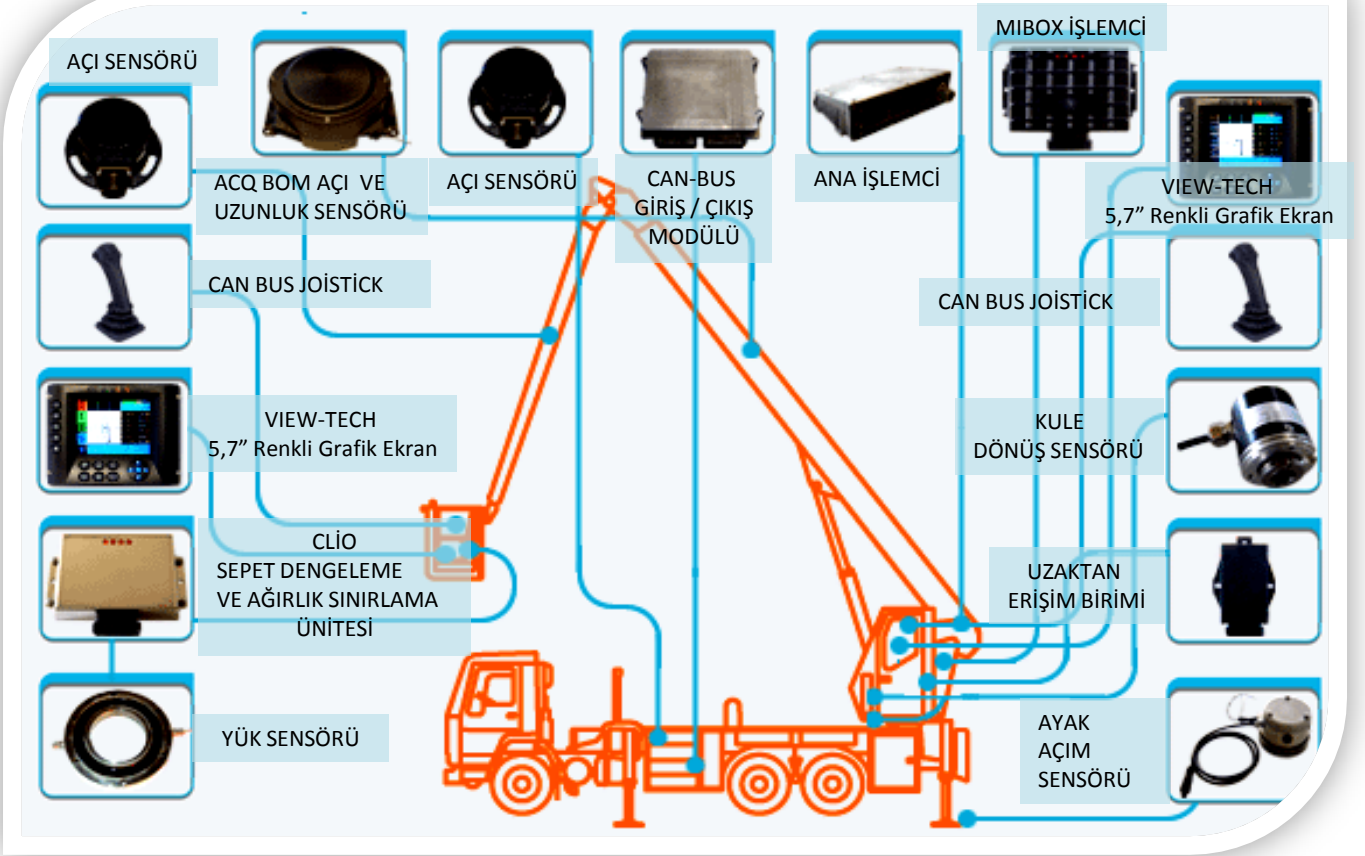 AÇI SENSÖRÜ
ACQ BOM AÇI VE
UZUNLUK SENSÖRÜ
AÇI SENSÖRÜ
CAN-BUS
GİRİŞ / ÇIKIŞ
MODÜLÜ
ANA İŞLEMCİ
MIBOX İŞLEMCİ
VIEW-TECH
5,7” Renkli Grafik Ekran
CAN BUS JOİSTİCK
CAN BUS JOİSTİCK
VIEW-TECH
5,7” Renkli Grafik Ekran
KULE
DÖNÜŞ SENSÖRÜ
CLİO
SEPET DENGELEME
VE AĞIRLIK SINIRLAMA
ÜNİTESİ
UZAKTAN
ERİŞİM BİRİMİ
YÜK SENSÖRÜ
AYAK
AÇIM
SENSÖRÜ